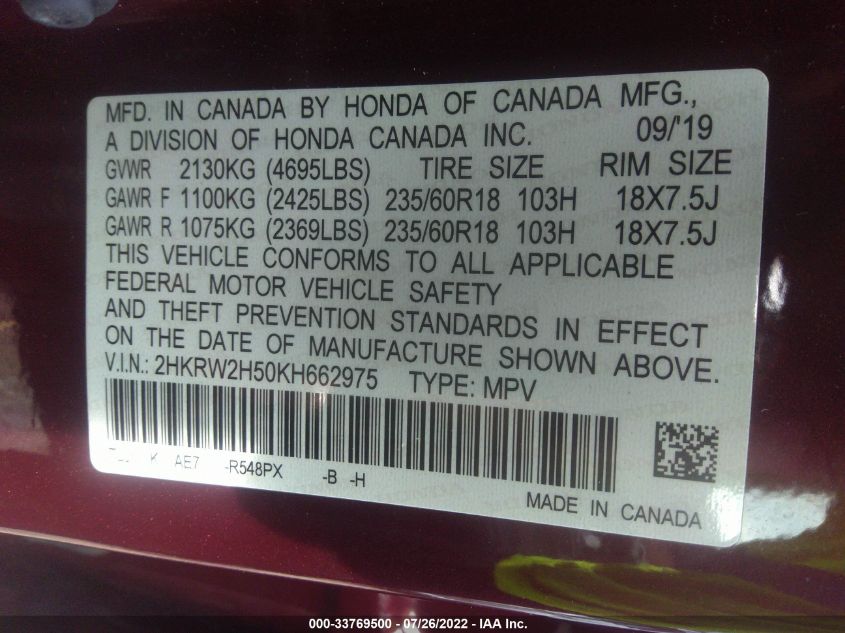 MFD. IN CANADA BY HONDA OF CANADA MFG.,
A DIVISION OF HONDA CANADA INC. 09/'19
GVWR 2130KG (4695LBS) TIRE SIZE RIM SIZE
GAWR F 1100KG (2425LBS) 235/60R18 103H 18X7.5J
GAWR R 1075KG (2369LBS) 235/60R18 103H 18X7.5J
THIS VEHICLE CONFORMS TO ALL APPLICABLE
FEDERAL MOTOR VEHICLE SAFETY
AND THEFT PREVENTION STANDARDS IN EFFECT
ON THE DATE OF MANUFACTURE SHOWN ABOVE.
V.I.N.: 2HKRW2H50KH662975 TYPE: MPV
K AE7 -R548PX -B -H
MADE IN CANADA
000-33769500 - 07/26/2022 - IAA Inc.